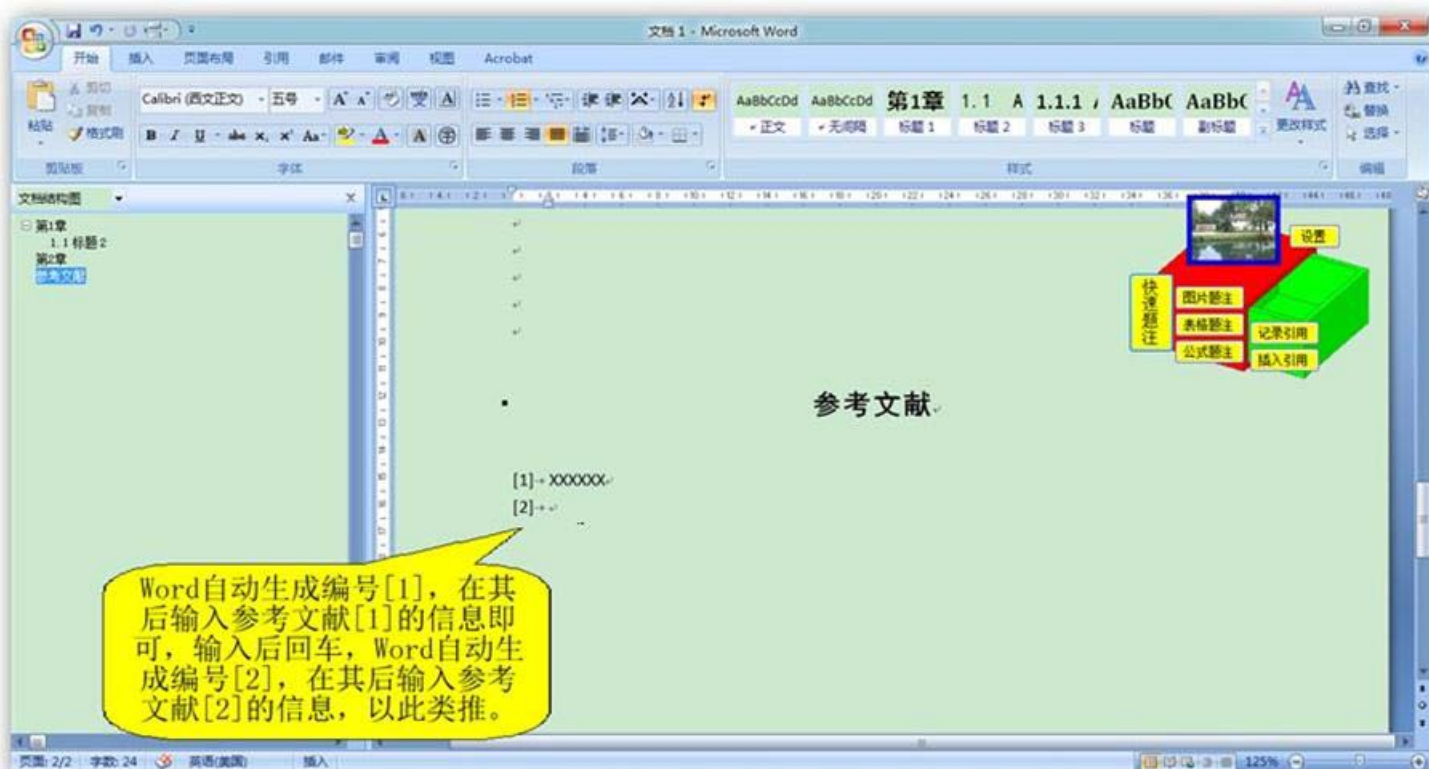 文档 1 - Microsoft Word
开始 插入 页面布局 引用 邮件 审阅 视图 Acrobat
剪切
复制
格式刷
粘贴
剪贴板
Calibri (西文正文) 五号
B I U abc x₂ x² Aa A A
字体
段落
AaBbCcDd AaBbCcDd 第1章 1.1 A 1.1.1 AaBb( AaBb(
正文 无间隔 标题 1 标题 2 标题 3 标题 副标题
更改样式
样式
查找
替换
选择
编辑
文档结构图
第1章
1.1 标题 2
第2章
参考文献
设置
快速题注
图片题注
表格题注
公式题注
记录引用
插入引用
参考文献
[1] XXXXXX
[2]
Word自动生成编号[1],在其
后输入参考文献[1]的信息即
可,输入后回车,Word自动生
成编号[2],在其后输入参考
文献[2]的信息,以此类推。
页面: 2/2 字数: 24 英语(美国) 插入 125%